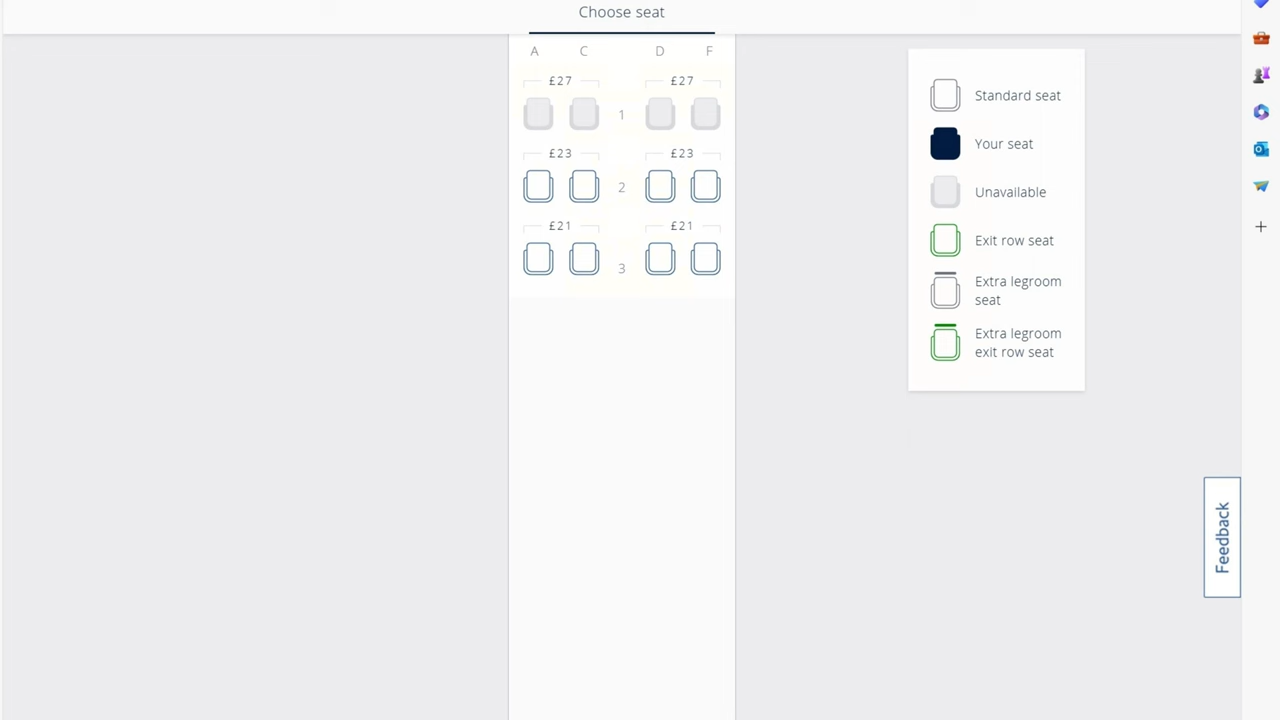 Choose seat
A C D F
£27 £27
1
£23 £23
2
£21 £21
3
Standard seat
Your seat
Unavailable
Exit row seat
Extra legroom
seat
Extra legroom
exit row seat
Feedback